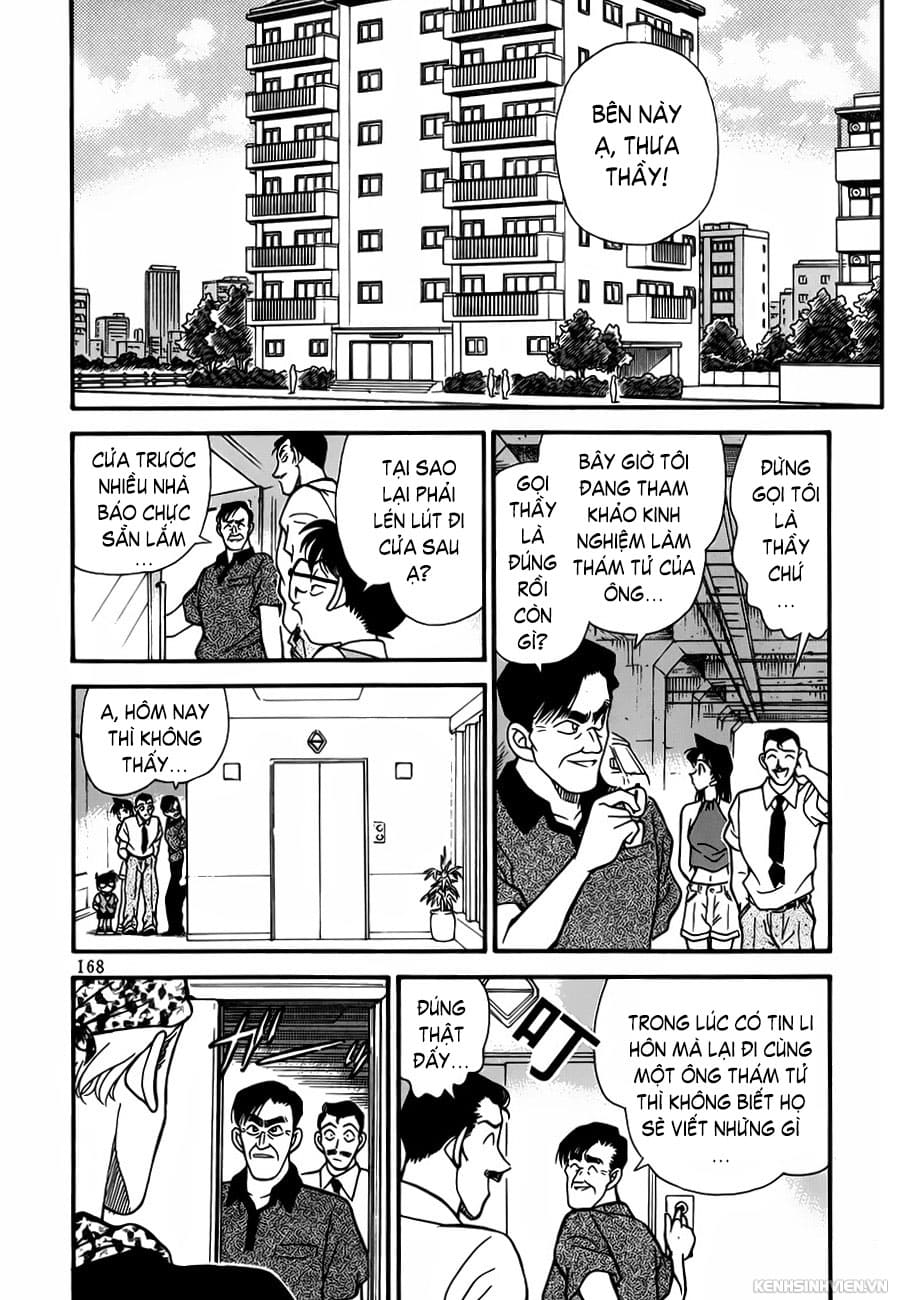 BÊN NÀY
Ạ, THƯA
THẦY!
ĐỪNG
GỌI TÔI
LÀ
THẦY
CHỨ
...
BÂY GIỜ TÔI
ĐANG THAM
KHẢO KINH
NGHIỆM LÀM
THÁM TỬ CỦA
ÔNG...
GỌI
THẦY
LÀ
ĐÚNG
RỒI
CÒN
GÌ?
TẠI SAO
LẠI PHẢI
LÉN LÚT ĐI
CỬA SAU
Ạ?
CỬA TRƯỚC
NHIỀU NHÀ
BÁO CHỰC
SẴN LẮM
...
A, HÔM NAY
THÌ KHÔNG
THẤY...
168
TRONG LÚC CÓ TIN LI
HÔN MÀ LẠI ĐI CÙNG
MỘT ÔNG THÁM TỬ
THÌ KHÔNG BIẾT HỌ
SẼ VIẾT NHỮNG GÌ
...
ĐÚNG
THẬT
ĐẤY...
KENHSINHVIEN.VN